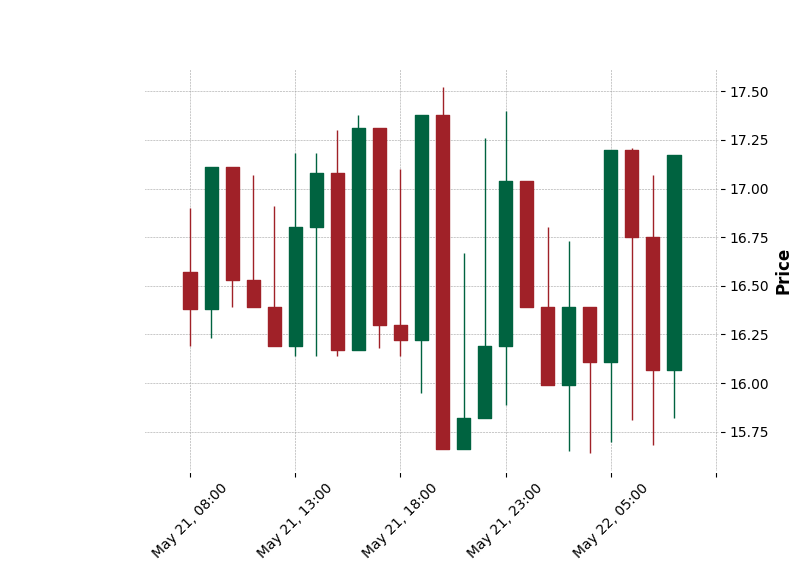 17.50
17.25
17.00
16.75
16.50
16.25
16.00
15.75
Price
May 21, 08:00
May 21, 13:00
May 21, 18:00
May 21, 23:00
May 22, 05:00